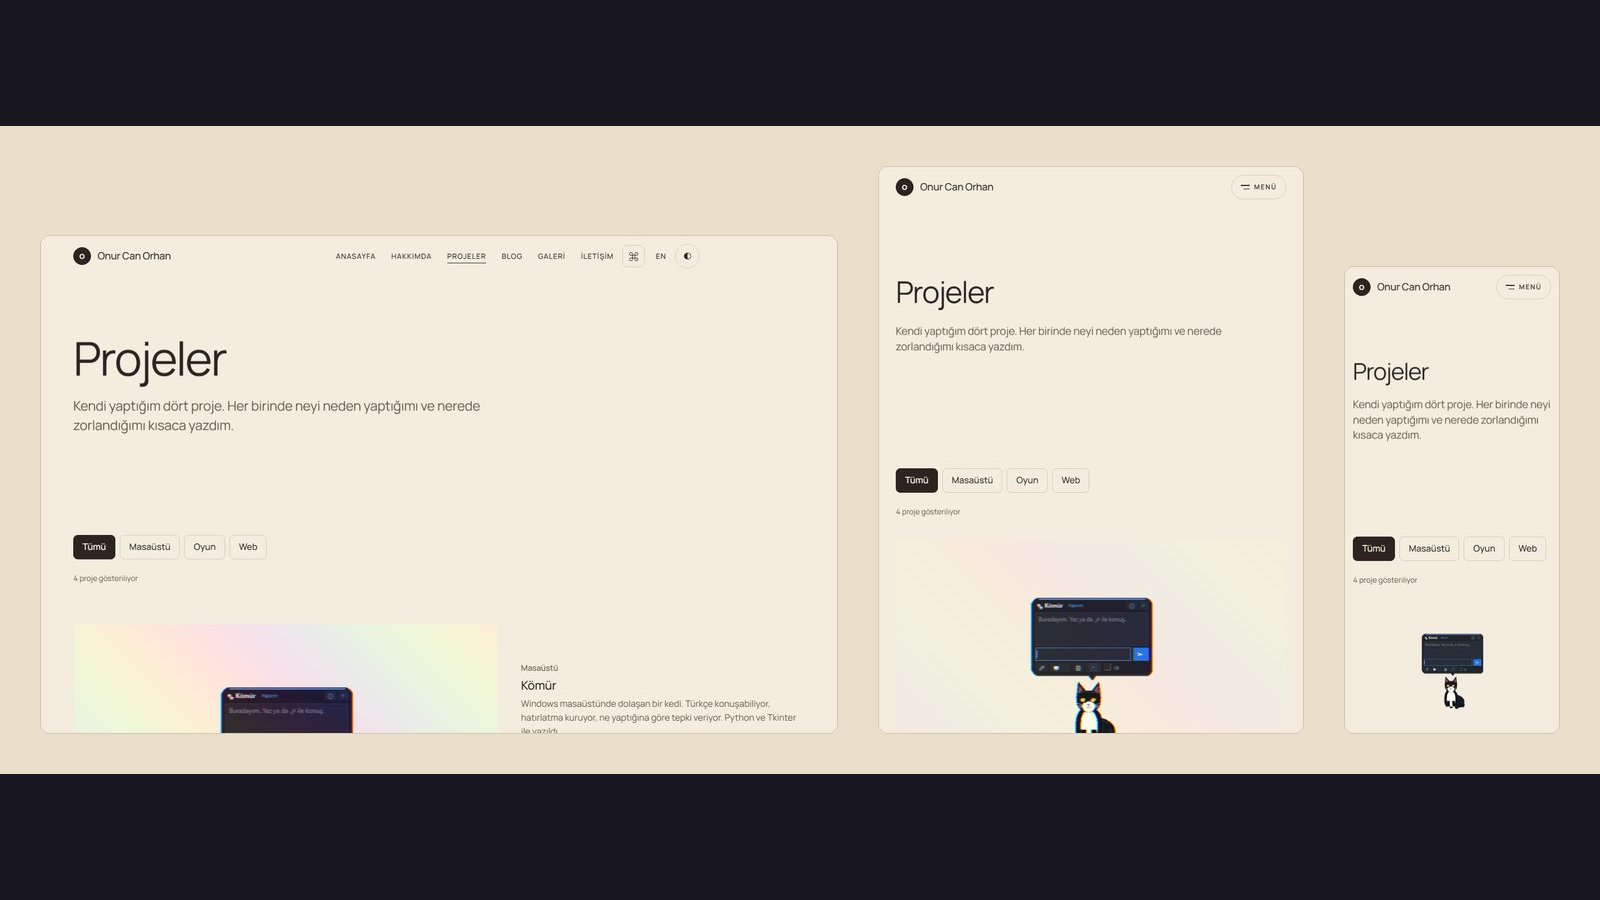 O Onur Can Orhan
ANASAYFA HAKKIMDA PROJELER BLOG GALERİ İLETİŞİM ⌘ EN
Projeler
Kendi yaptığım dört proje. Her birinde neyi neden yaptığımı ve nerede
zorlandığımı kısaca yazdım.
Tümü Masaüstü Oyun Web
4 proje gösteriliyor
Kömür
Buradayım. Yaz ya da ile konuş.
Masaüstü
Kömür
Windows masaüstünde dolaşan bir kedi. Türkçe konuşabiliyor,
hatırlatma kuruyor, ne yaptığına göre tepki veriyor. Python ve Tkinter
ile yazıldı
O Onur Can Orhan
MENÜ
Projeler
Kendi yaptığım dört proje. Her birinde neyi neden yaptığımı ve nerede
zorlandığımı kısaca yazdım.
Tümü Masaüstü Oyun Web
4 proje gösteriliyor
Kömür
Buradayım. Yaz ya da ile konuş.
O Onur Can Orhan
MENÜ
Projeler
Kendi yaptığım dört proje. Her birinde neyi
neden yaptığımı ve nerede zorlandığımı
kısaca yazdım.
Tümü Masaüstü Oyun Web
4 proje gösteriliyor
Kömür